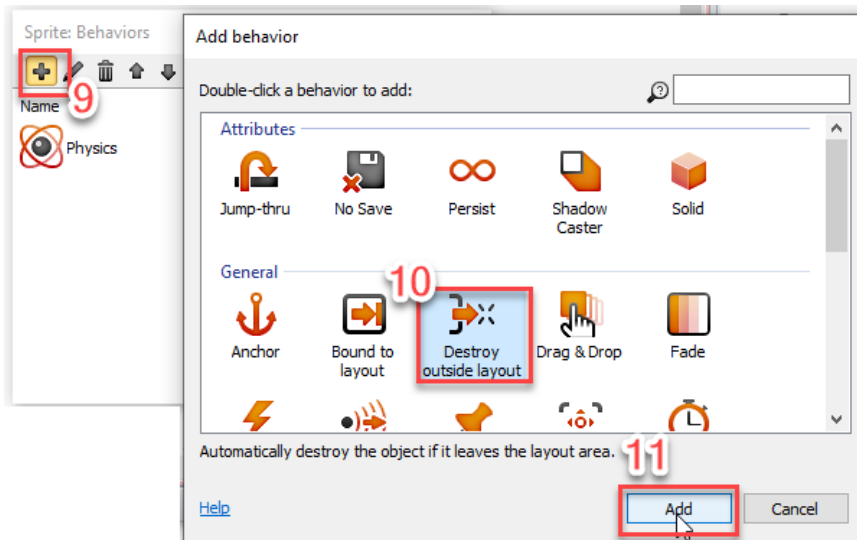 Sprite: Behaviors
9
Name
Physics
Add behavior
Double-click a behavior to add:
Attributes
Jump-thru
No Save
Persist
Shadow
Caster
Solid
General
10
Anchor
Bound to
layout
Destroy
outside layout
Drag & Drop
Fade
Automatically destroy the object if it leaves the layout area.
11
Help
Add
Cancel